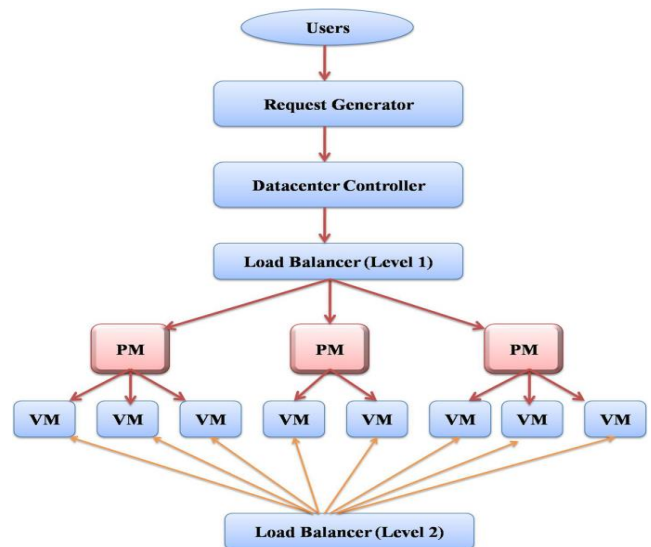 Users
Request Generator
Datacenter Controller
Load Balancer (Level 1)
PM PM PM
VM VM VM VM VM VM VM VM
Load Balancer (Level 2)